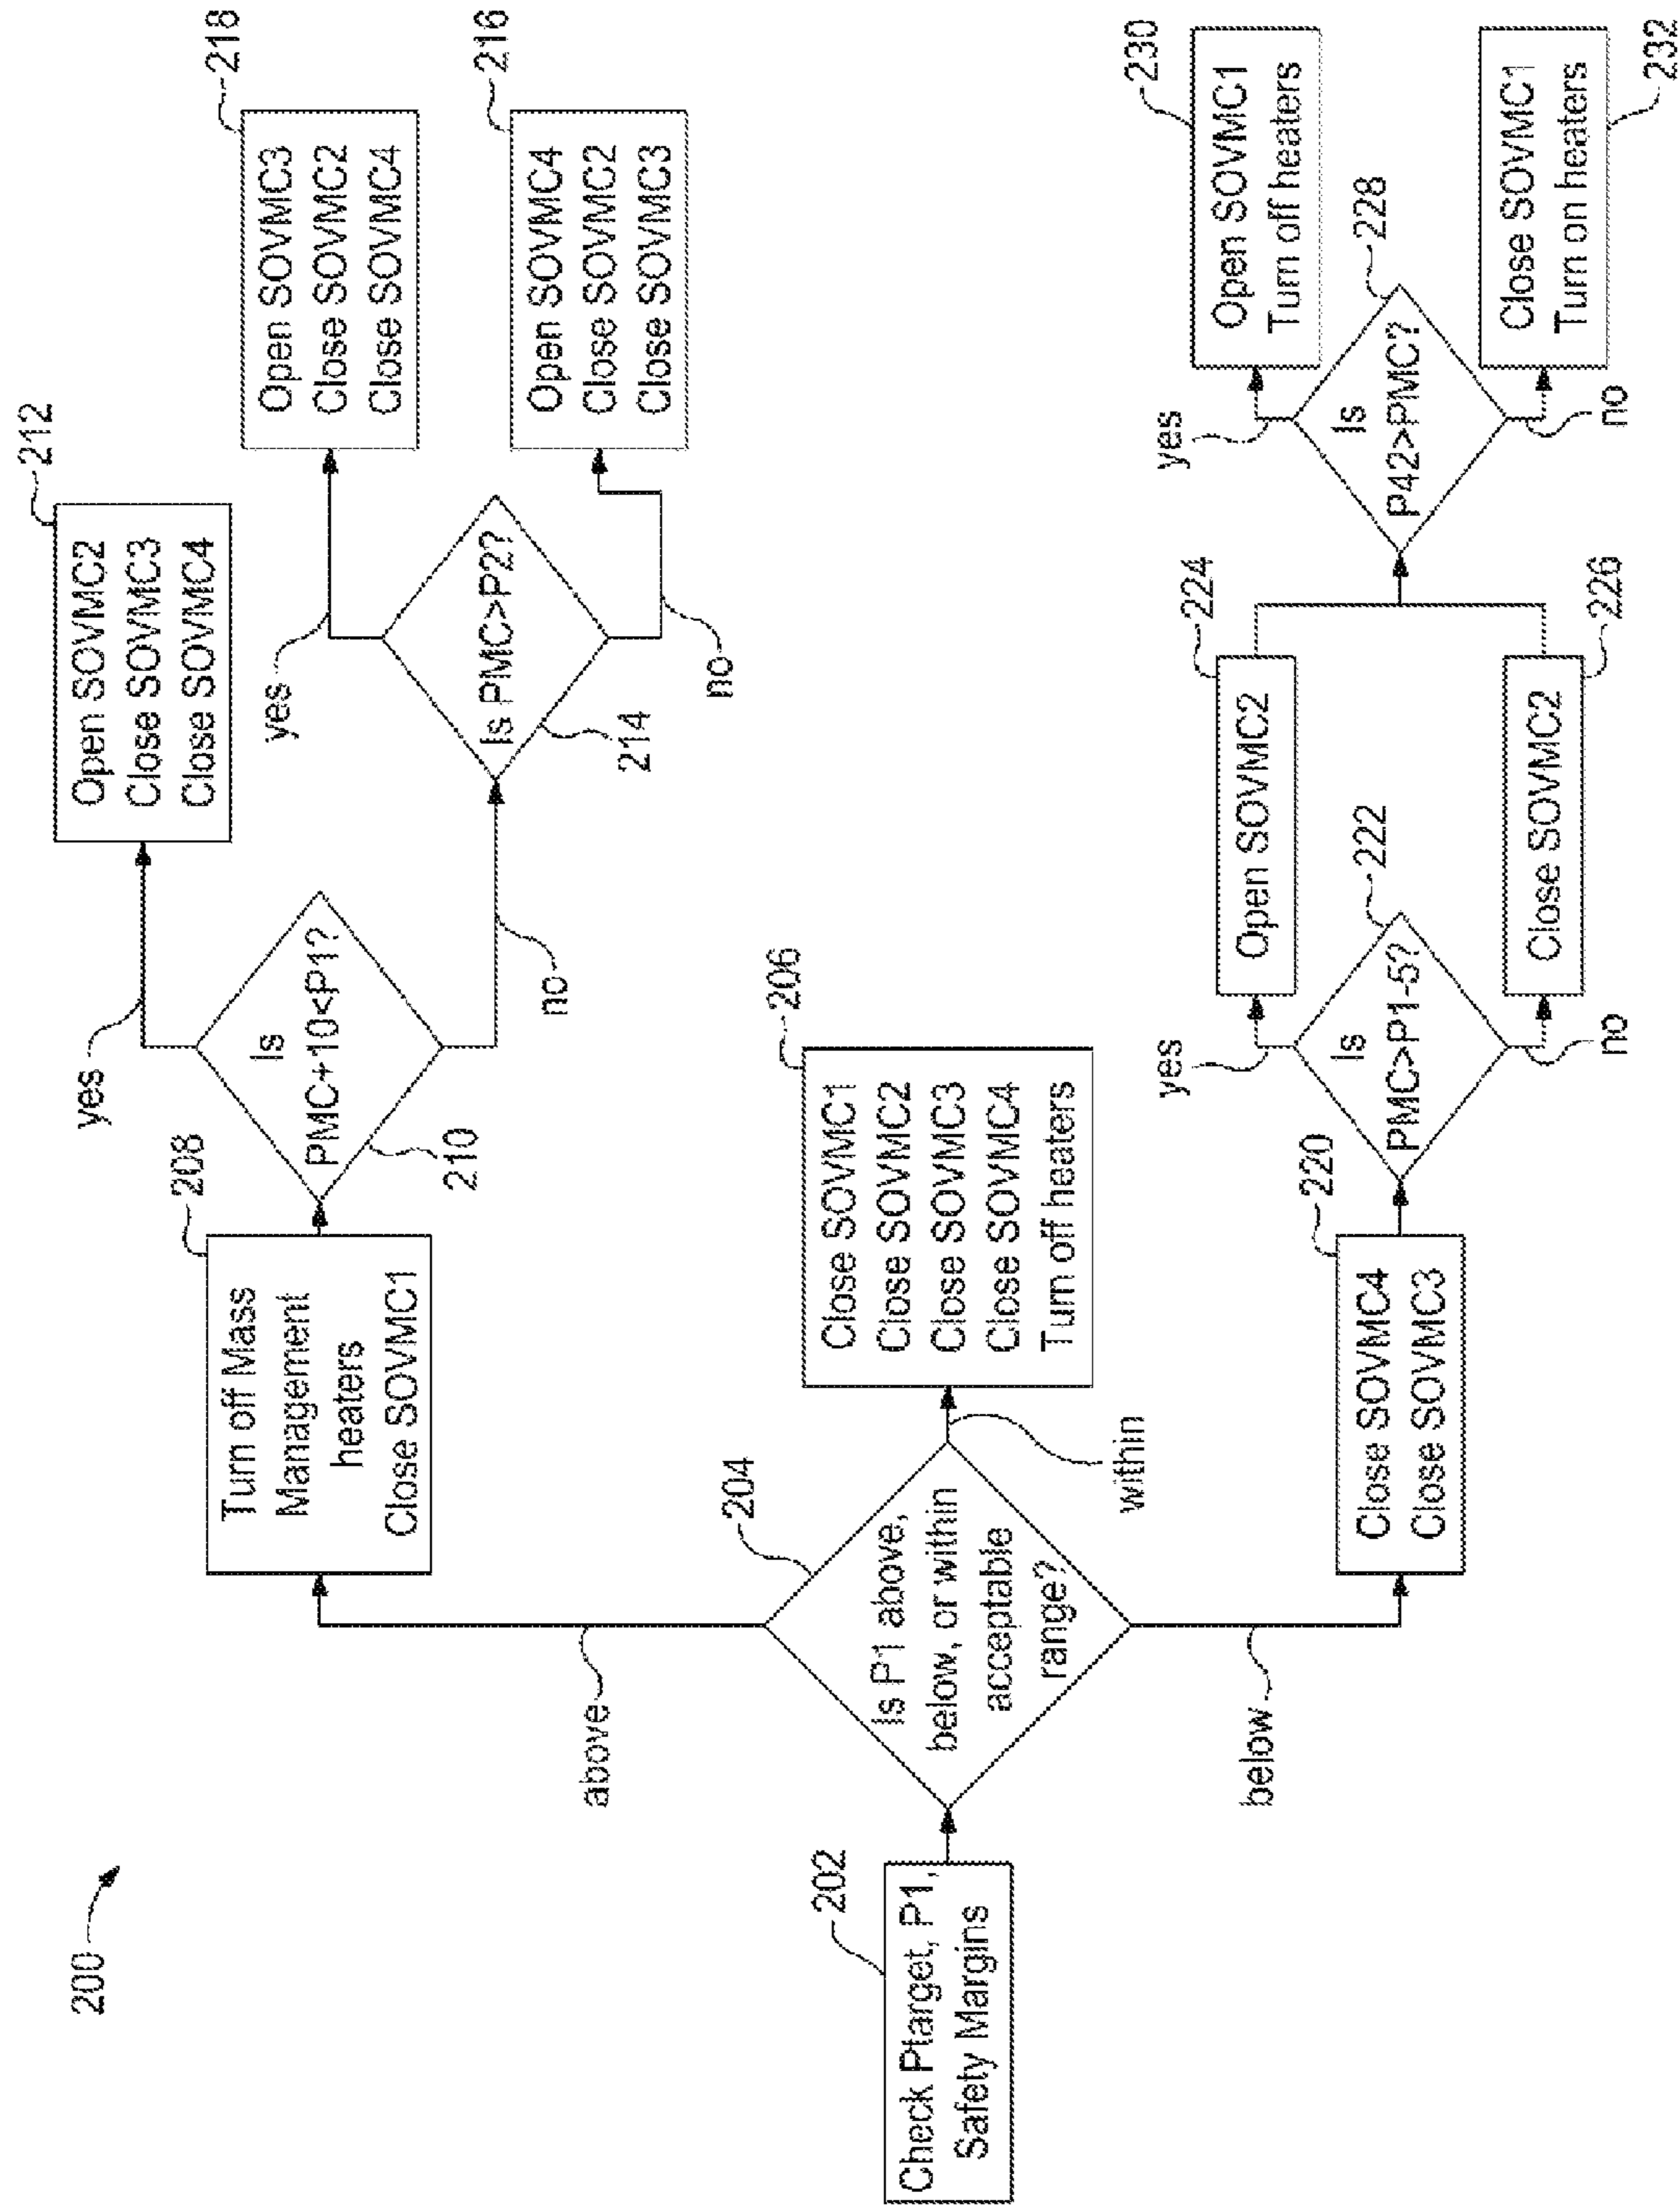 200
202
Check Ptarget, P1,
Safety Margins
204
Is P1 above,
below, or within
acceptable
range?
above
within
below
208
Turn off Mass
Management
heaters
Close SOVMC1
210
Is
PMC+10<P1?
yes
no
212
Open SOVMC2
Close SOVMC3
Close SOVMC4
214
Is PMC>P2?
yes
no
218
Open SOVMC3
Close SOVMC2
Close SOVMC4
216
Open SOVMC4
Close SOVMC2
Close SOVMC3
206
Close SOVMC1
Close SOVMC2
Close SOVMC3
Close SOVMC4
Turn off heaters
220
Close SOVMC4
Close SOVMC3
222
Is
PMC>P1-5?
yes
no
224
Open SOVMC2
226
Close SOVMC2
228
Is
P42>PMC?
yes
no
230
Open SOVMC1
Turn off heaters
232
Close SOVMC1
Turn on heaters